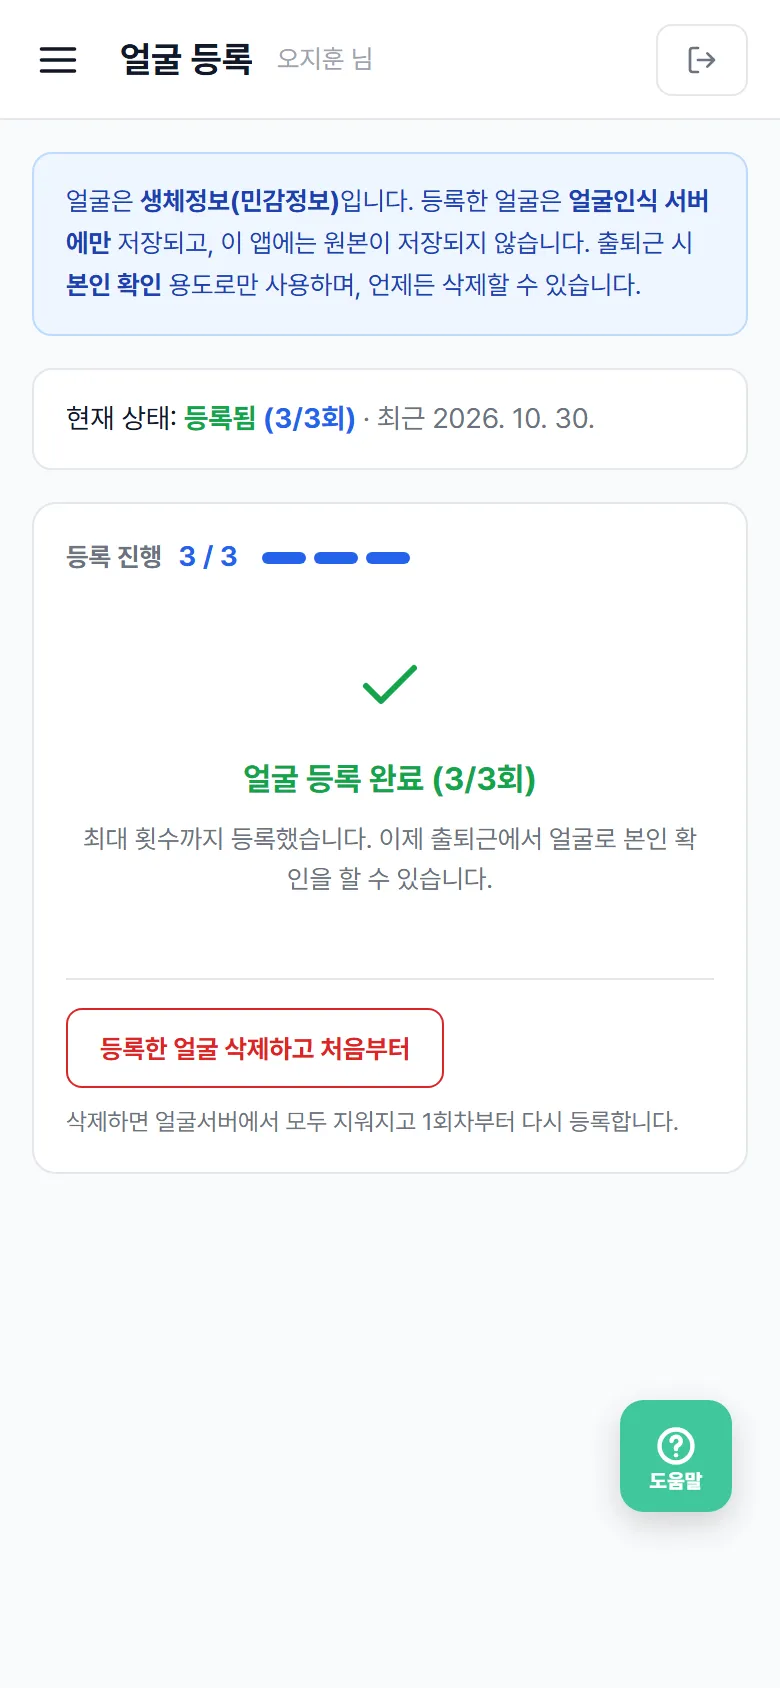 얼굴 등록 오지훈 님
얼굴은 생체정보(민감정보)입니다. 등록한 얼굴은 얼굴인식 서버
에만 저장되고, 이 앱에는 원본이 저장되지 않습니다. 출퇴근 시
본인 확인 용도로만 사용하며, 언제든 삭제할 수 있습니다.
현재 상태: 등록됨 (3/3회) · 최근 2026. 10. 30.
등록 진행 3 / 3
얼굴 등록 완료 (3/3회)
최대 횟수까지 등록했습니다. 이제 출퇴근에서 얼굴로 본인 확
인을 할 수 있습니다.
등록한 얼굴 삭제하고 처음부터
삭제하면 얼굴서버에서 모두 지워지고 1회차부터 다시 등록합니다.
도움말